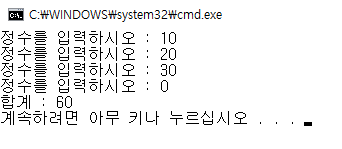 C:₩WINDOWS₩system32₩cmd.exe
정수를 입력하시오 : 10
정수를 입력하시오 : 20
정수를 입력하시오 : 30
정수를 입력하시오 : 0
합계 : 60
계속하려면 아무 키나 누르십시오 . . .